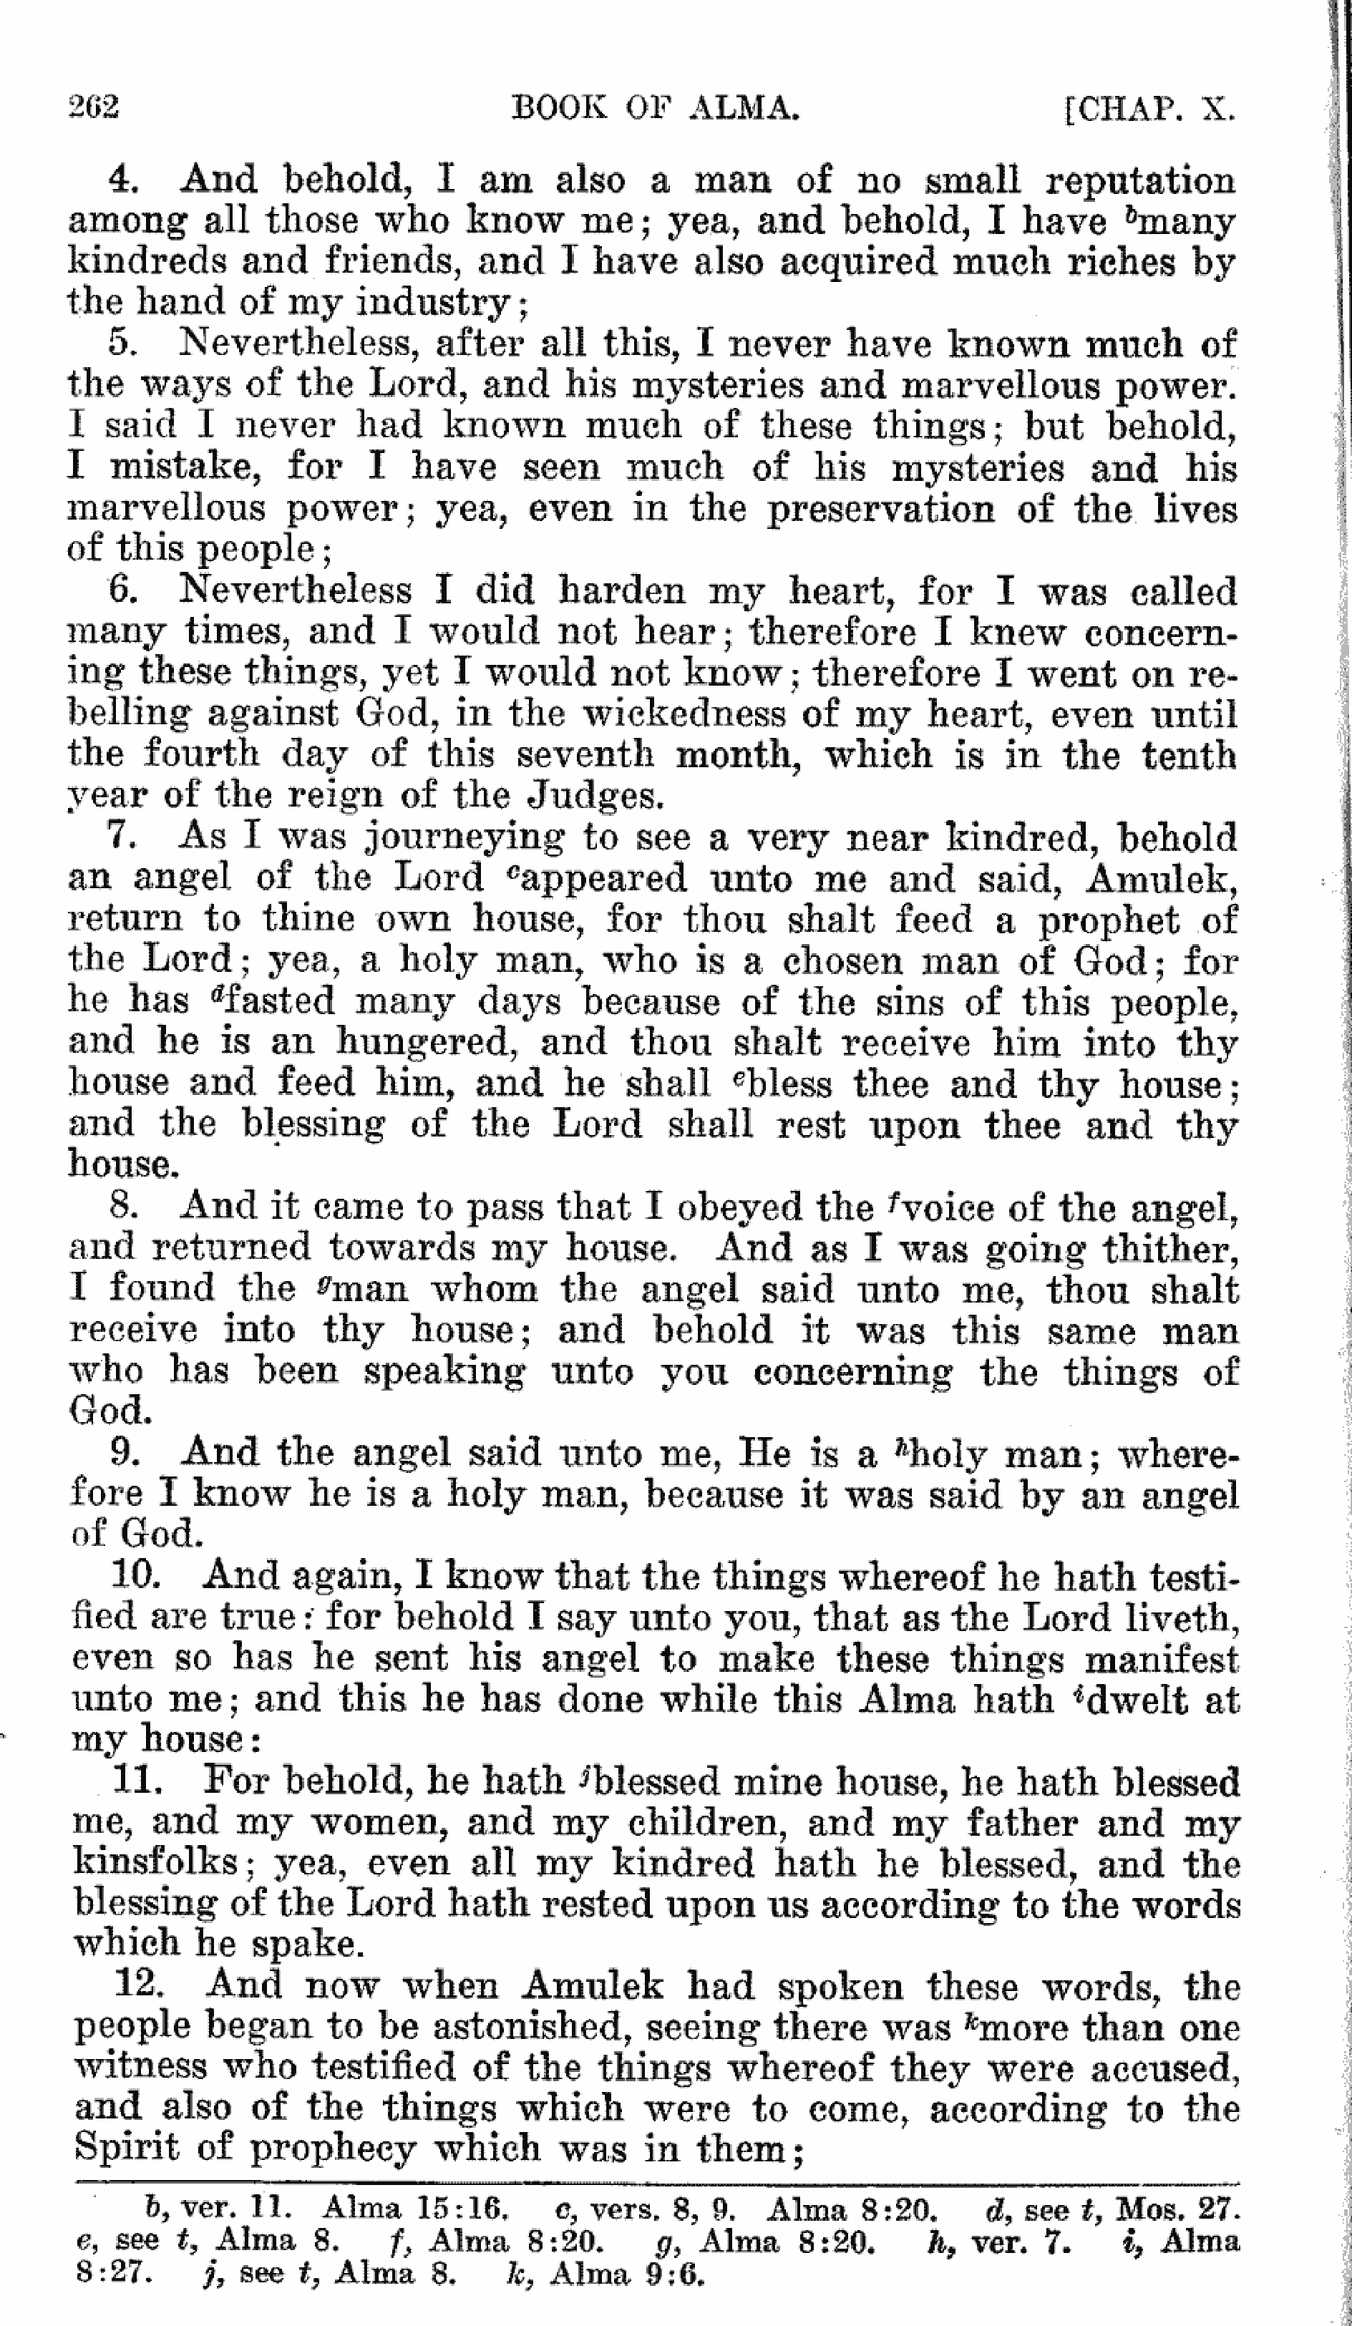 262 BOOK OF ALMA. [CHAP. X.
4. And behold, I am also a man of no small reputation
among all those who know me; yea, and behold, I have bmany
kindreds and friends, and I have also acquired much riches by
the hand of my industry;
5. Nevertheless, after all this, I never have known much of
the ways of the Lord, and his mysteries and marvellous power.
I said I never had known much of these things; but behold,
I mistake, for I have seen much of his mysteries and his
marvellous power; yea, even in the preservation of the lives
of this people;
6. Nevertheless I did harden my heart, for I was called
many times, and I would not hear; therefore I knew concern-
ing these things, yet I would not know; therefore I went on re-
belling against God, in the wickedness of my heart, even until
the fourth day of this seventh month, which is in the tenth
year of the reign of the Judges.
7. As I was journeying to see a very near kindred, behold
an angel of the Lord cappeared unto me and said, Amulek,
return to thine own house, for thou shalt feed a prophet of
the Lord; yea, a holy man, who is a chosen man of God; for
he has dfasted many days because of the sins of this people,
and he is an hungered, and thou shalt receive him into thy
house and feed him, and he shall ebless thee and thy house;
and the blessing of the Lord shall rest upon thee and thy
house.
8. And it came to pass that I obeyed the fvoice of the angel,
and returned towards my house. And as I was going thither,
I found the gman whom the angel said unto me, thou shalt
receive into thy house; and behold it was this same man
who has been speaking unto you concerning the things of
God.
9. And the angel said unto me, He is a hholy man; where-
fore I know he is a holy man, because it was said by an angel
of God.
10. And again, I know that the things whereof he hath testi-
fied are true: for behold I say unto you, that as the Lord liveth,
even so has he sent his angel to make these things manifest
unto me; and this he has done while this Alma hath idwelt at
my house:
11. For behold, he hath jblessed mine house, he hath blessed
me, and my women, and my children, and my father and my
kinsfolks; yea, even all my kindred hath he blessed, and the
blessing of the Lord hath rested upon us according to the words
which he spake.
12. And now when Amulek had spoken these words, the
people began to be astonished, seeing there was kmore than one
witness who testified of the things whereof they were accused,
and also of the things which were to come, according to the
Spirit of prophecy which was in them;
b, ver. 11. Alma 15:16. c, vers. 8, 9. Alma 8:20. d, see t, Mos. 27.
e, see t, Alma 8. f, Alma 8:20. g, Alma 8:20. h, ver. 7. i, Alma
8:27. j, see t, Alma 8. k, Alma 9:6.